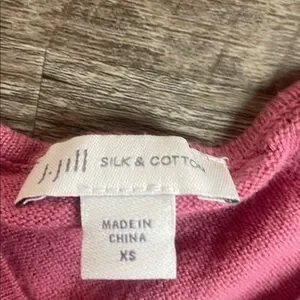 J.Jill SILK & COTTON
MADE IN
CHINA
XS